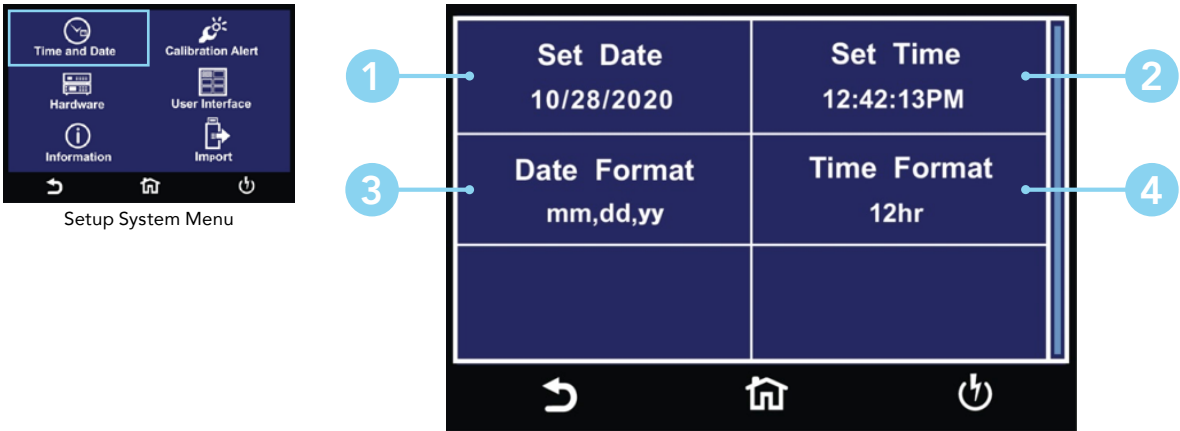 Time and Date
Calibration Alert
Hardware
User Interface
Information
Import
Setup System Menu
1
Set Date
10/28/2020
Set Time
12:42:13PM
2
3
Date Format
mm,dd,yy
Time Format
12hr
4